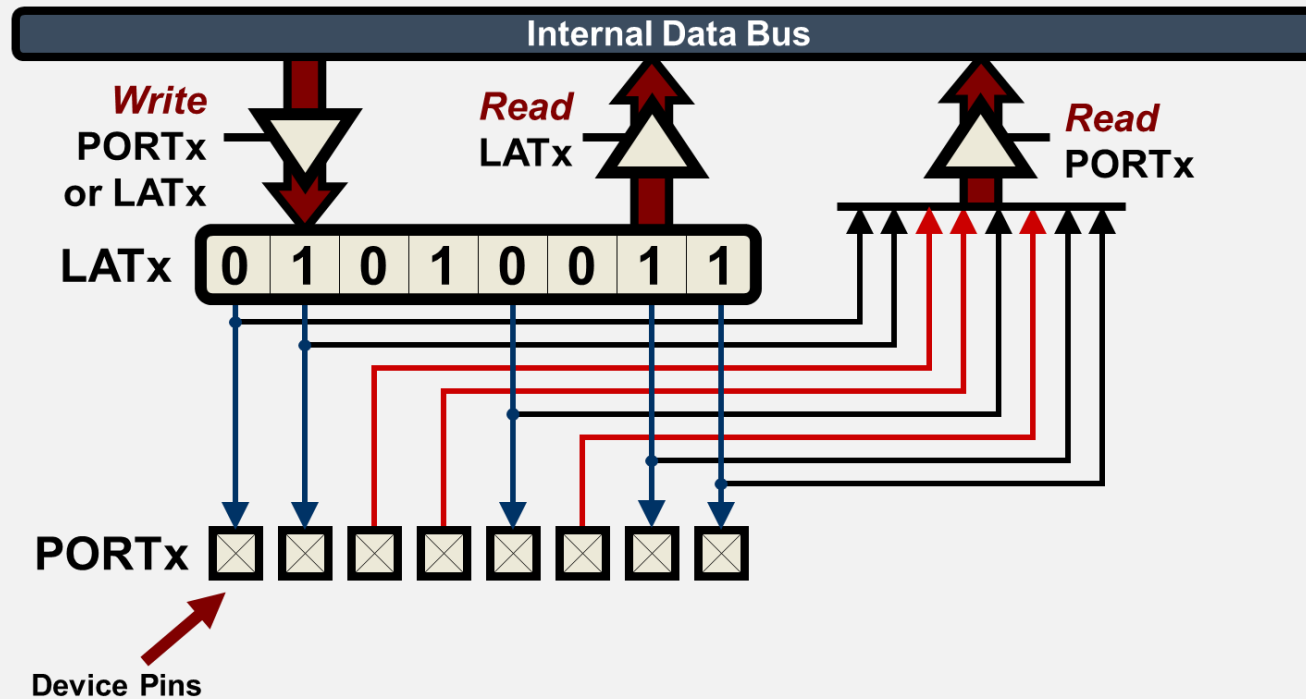 Internal Data Bus
Write
PORTx
or LATx
Read
LATx
Read
PORTx
LATx 0 1 0 1 0 0 1 1
PORTx
Device Pins